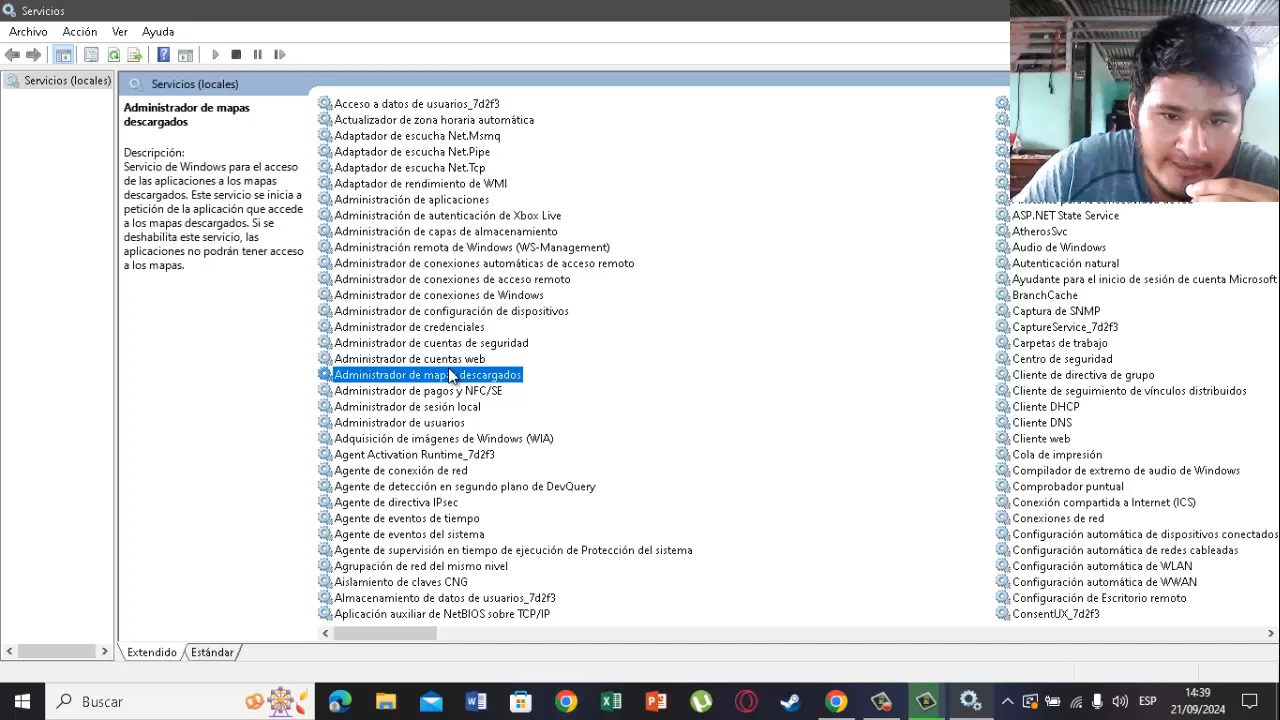 Servicios
Archivo Acción Ver Ayuda
Servicios (locales)
Servicios (locales)
Administrador de mapas
descargados
Descripción:
Servicio de Windows para el acceso
de las aplicaciones a los mapas
descargados. Este servicio se inicia a
petición de la aplicación que accede
a los mapas descargados. Si se
deshabilita este servicio, las
aplicaciones no podrán tener acceso
a los mapas.
Acceso a datos de usuarios_7d2f3
Actualizador de zona horaria automática
Adaptador de escucha Net.Msmq
Adaptador de escucha Net.Pipe
Adaptador de escucha Net.Tcp
Adaptador de rendimiento de WMI
Administración de aplicaciones
Administración de autenticación de Xbox Live
Administración de capas de almacenamiento
Administración remota de Windows (WS-Management)
Administrador de conexiones automáticas de acceso remoto
Administrador de conexiones de acceso remoto
Administrador de conexiones de Windows
Administrador de configuración de dispositivos
Administrador de credenciales
Administrador de cuentas de seguridad
Administrador de cuentas web
Administrador de mapas descargados
Administrador de pagos y NFC/SE
Administrador de sesión local
Administrador de usuarios
Adquisición de imágenes de Windows (WIA)
Agent Activation Runtime_7d2f3
Agente de conexión de red
Agente de detección en segundo plano de DevQuery
Agente de directiva IPsec
Agente de eventos de tiempo
Agente de eventos del sistema
Agente de supervisión en tiempo de ejecución de Protección del sistema
Agrupación de red del mismo nivel
Aislamiento de claves CNG
Almacenamiento de datos de usuarios_7d2f3
Aplicación auxiliar de NetBIOS sobre TCP/IP
ASP.NET State Service
AtherosSvc
Audio de Windows
Autenticación natural
Ayudante para el inicio de sesión de cuenta Microsoft
BranchCache
Captura de SNMP
CaptureService_7d2f3
Carpetas de trabajo
Centro de seguridad
Cliente de directiva de grupo
Cliente de seguimiento de vínculos distribuidos
Cliente DHCP
Cliente DNS
Cliente web
Cola de impresión
Compilador de extremo de audio de Windows
Comprobador puntual
Conexión compartida a Internet (ICS)
Conexiones de red
Configuración automática de dispositivos conectados
Configuración automática de redes cableadas
Configuración automática de WLAN
Configuración automática de WWAN
Configuración de Escritorio remoto
ConsentUX_7d2f3
Extendido Estándar
Buscar
ESP
14:39
21/09/2024